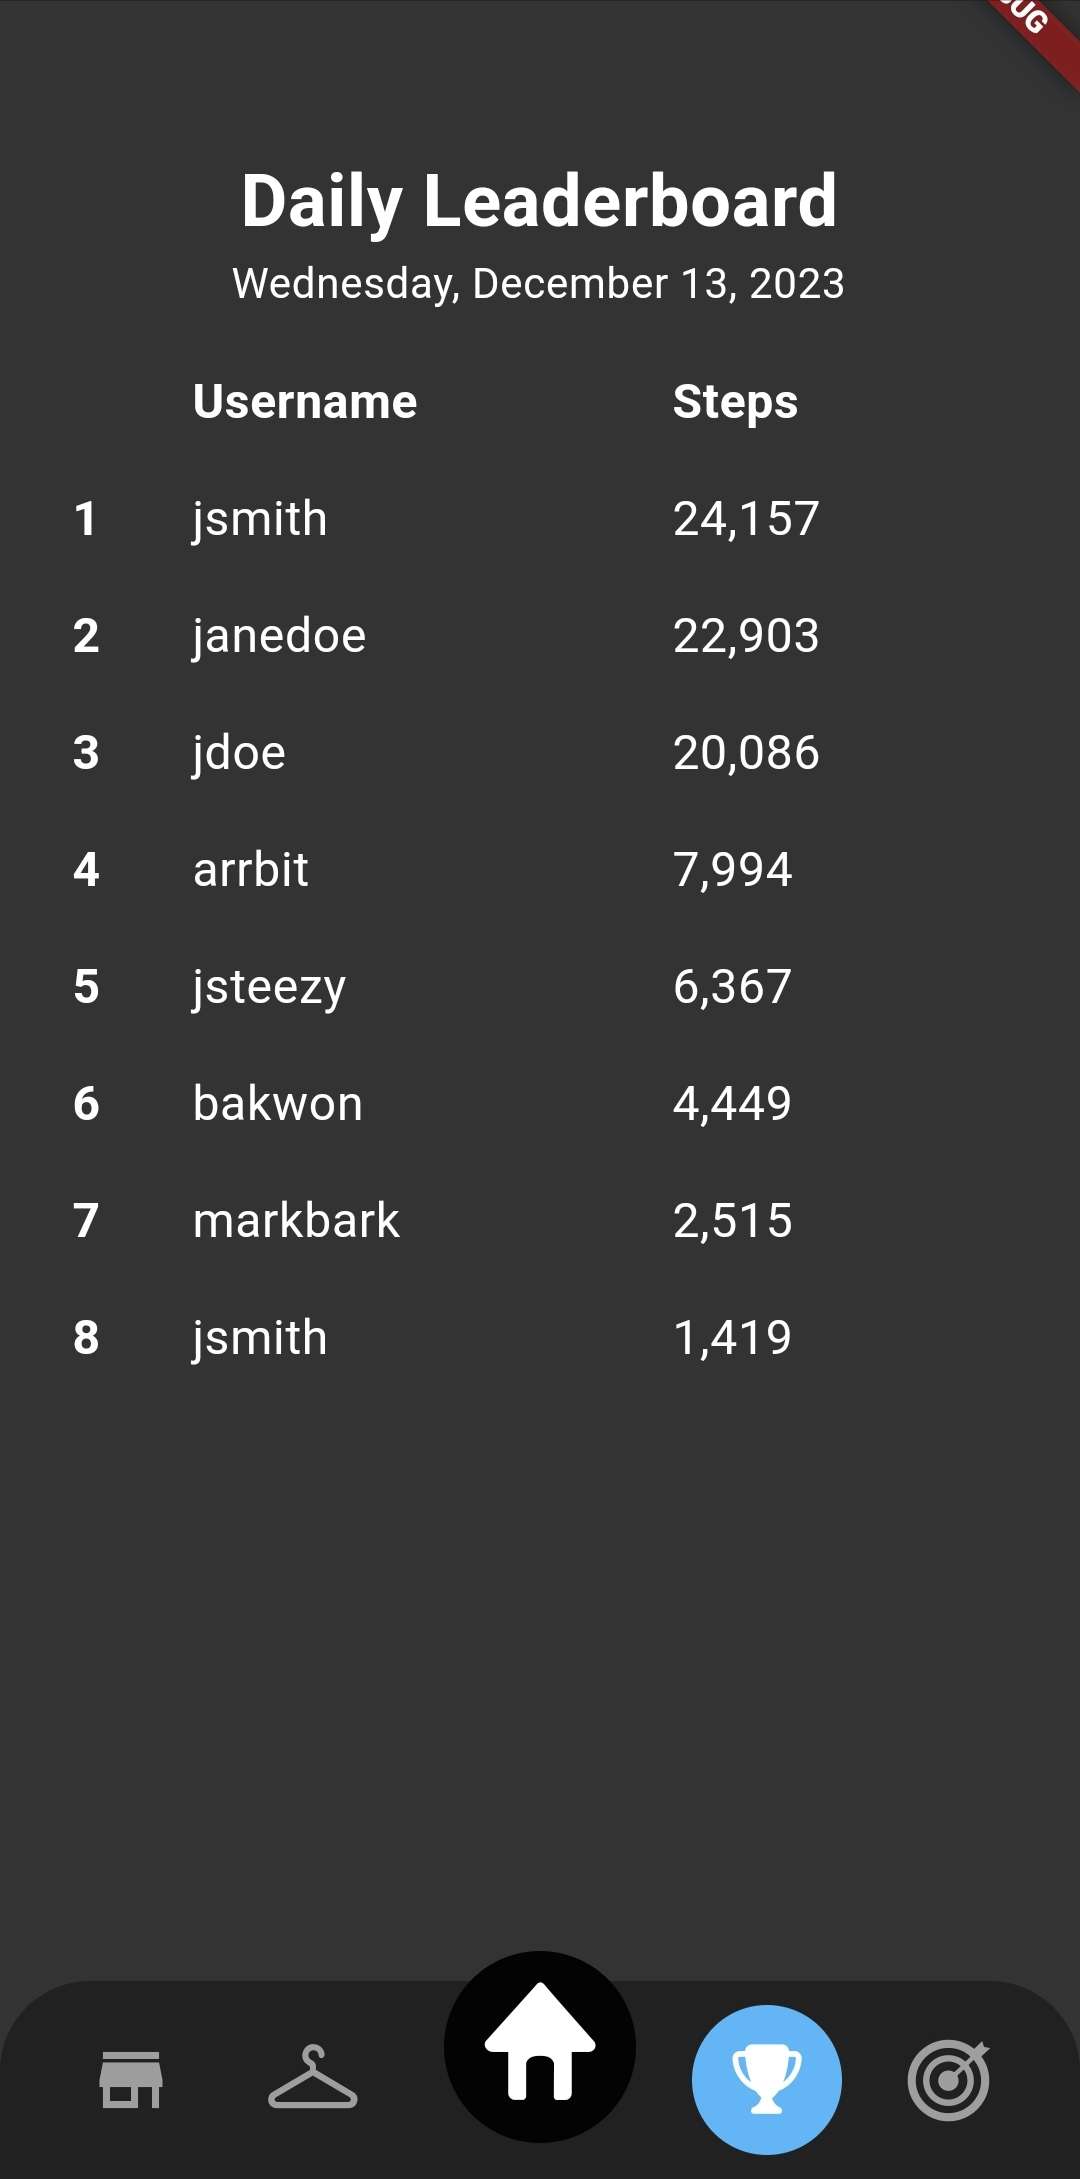 Daily Leaderboard
Wednesday, December 13, 2023
Username Steps
1 jsmith 24,157
2 janedoe 22,903
3 jdoe 20,086
4 arrbit 7,994
5 jsteezy 6,367
6 bakwon 4,449
7 markbark 2,515
8 jsmith 1,419